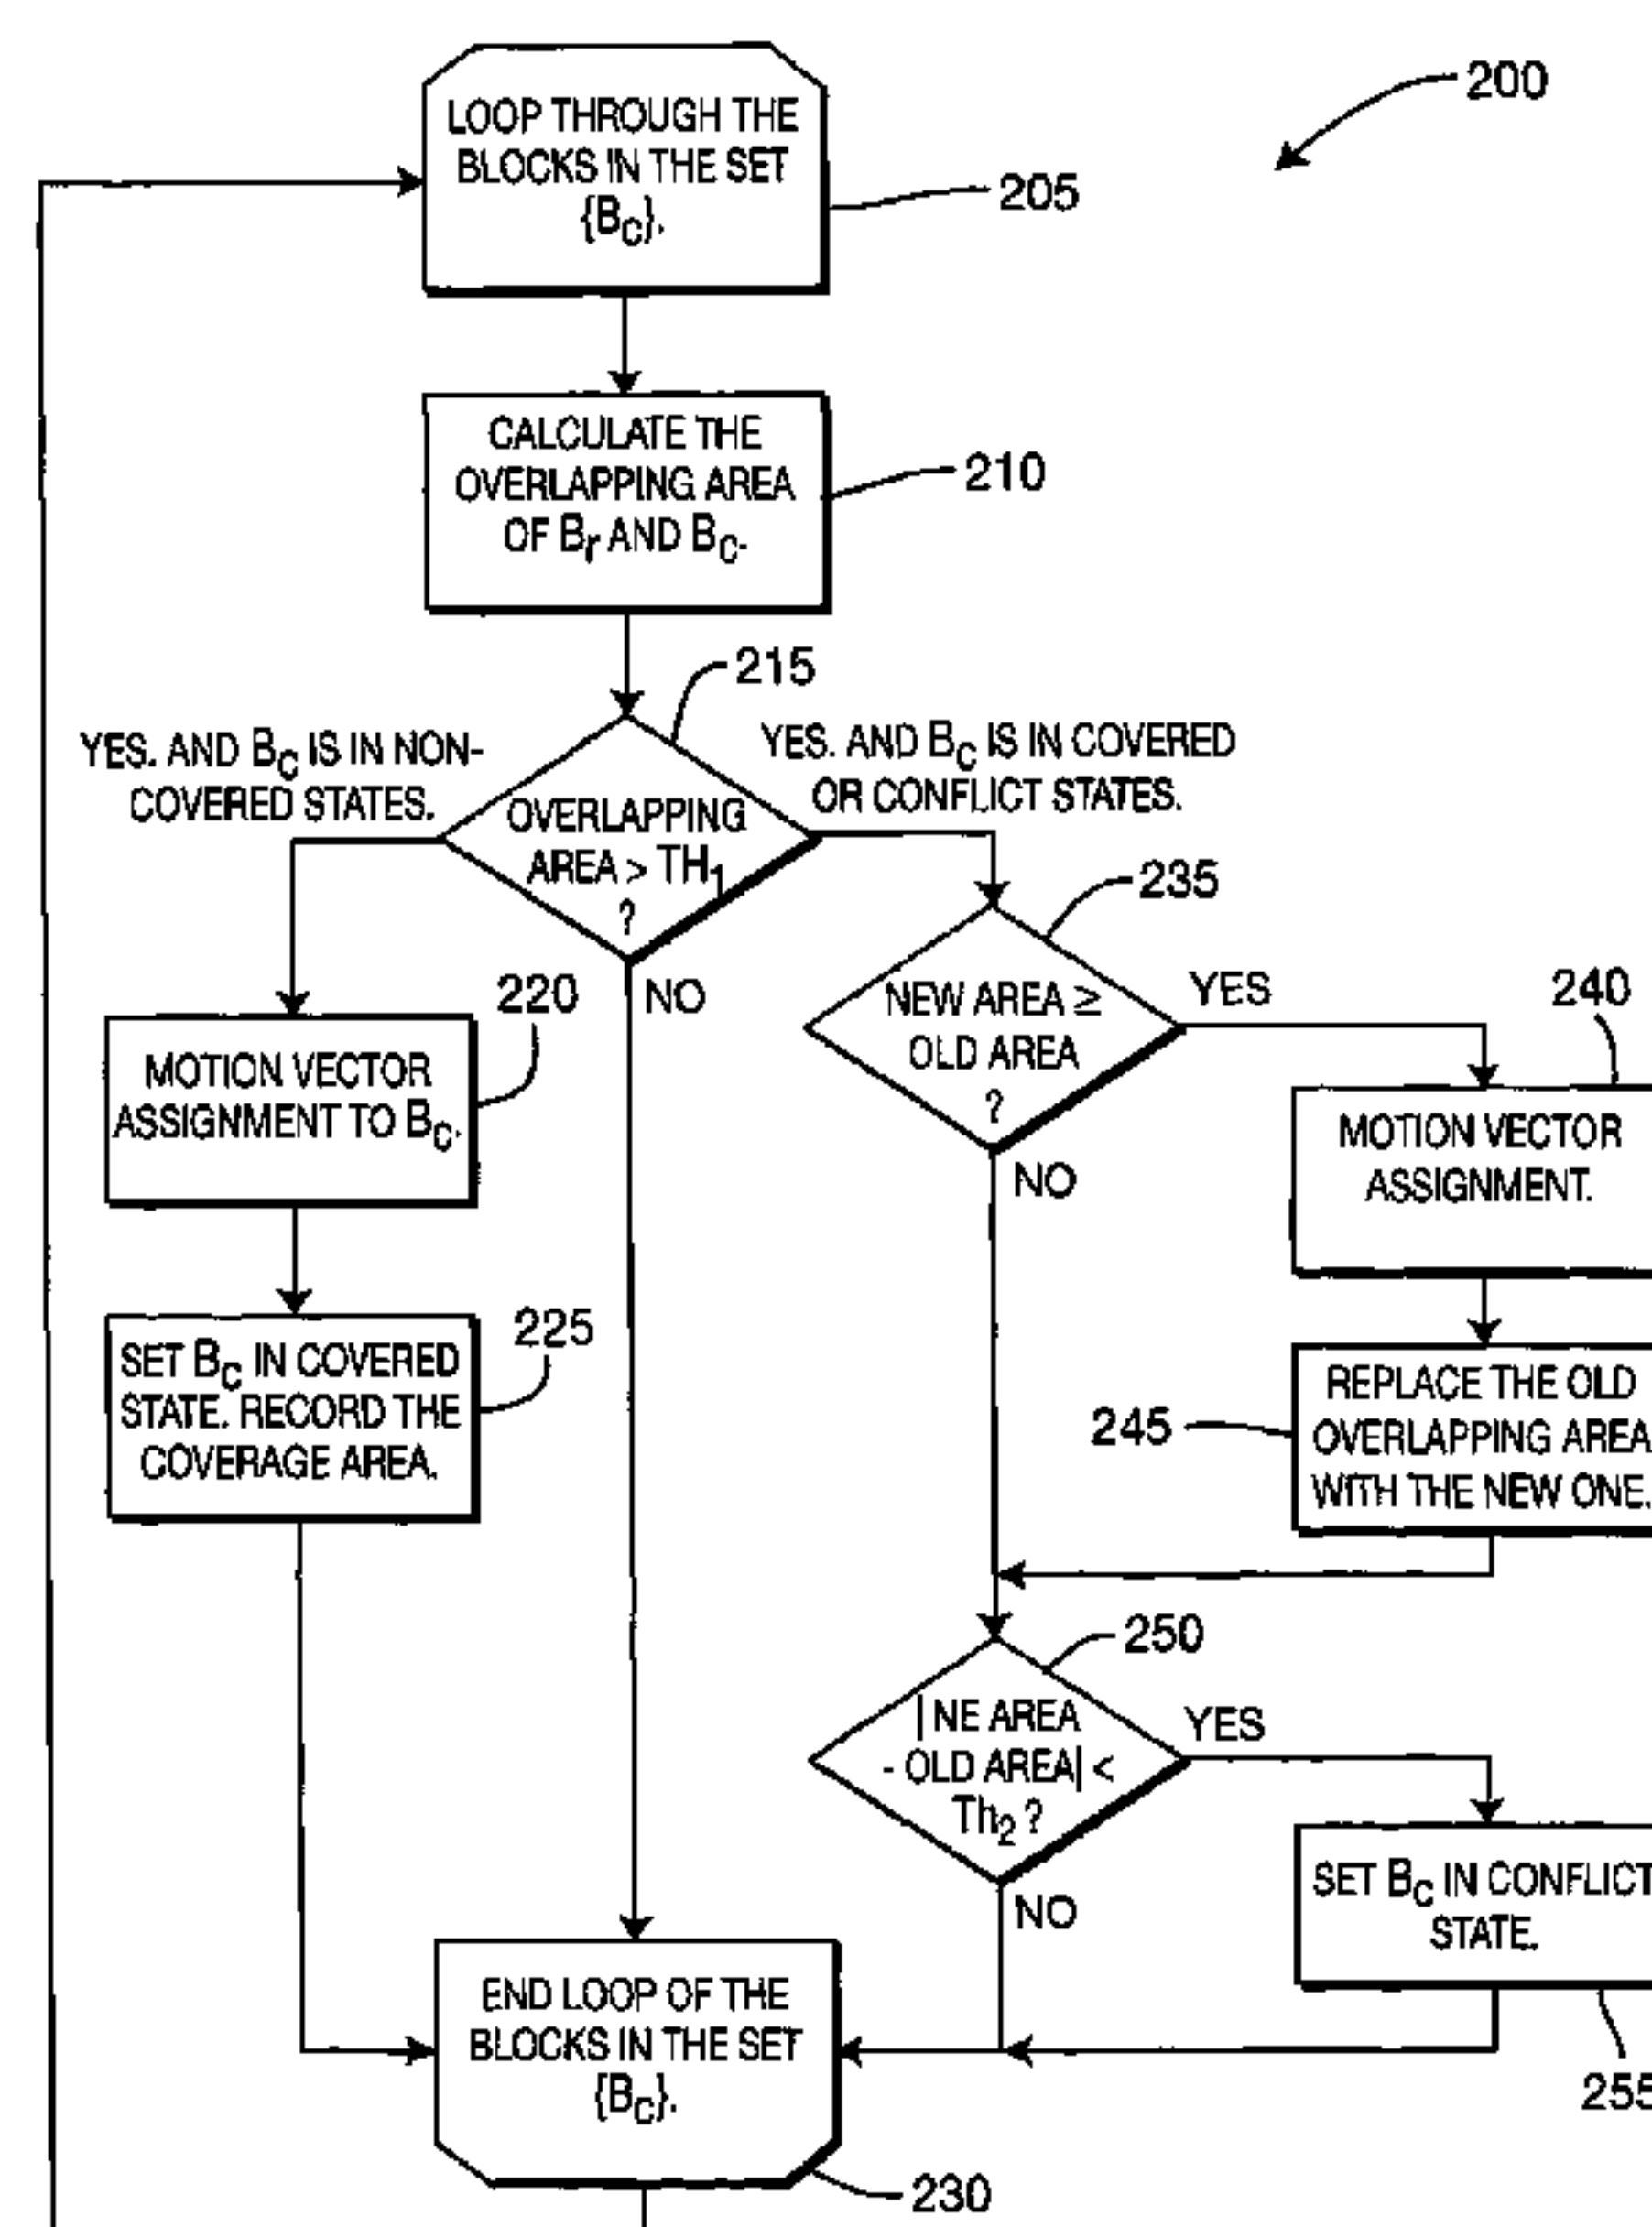 200
LOOP THROUGH THE
BLOCKS IN THE SET
{Bc}.
205
CALCULATE THE
OVERLAPPING AREA
OF Br AND Bc.
210
215
YES. AND Bc IS IN NON-
COVERED STATES.
YES. AND Bc IS IN COVERED
OR CONFLICT STATES.
OVERLAPPING
AREA > TH1
?
NO
220
MOTION VECTOR
ASSIGNMENT TO Bc.
225
SET Bc IN COVERED
STATE. RECORD THE
COVERAGE AREA.
235
NEW AREA ≥
OLD AREA
?
YES
NO
240
MOTION VECTOR
ASSIGNMENT.
245
REPLACE THE OLD
OVERLAPPING AREA
WITH THE NEW ONE.
250
| NE AREA
- OLD AREA| <
Th2 ?
YES
NO
SET Bc IN CONFLICT
STATE.
255
END LOOP OF THE
BLOCKS IN THE SET
{Bc}.
230